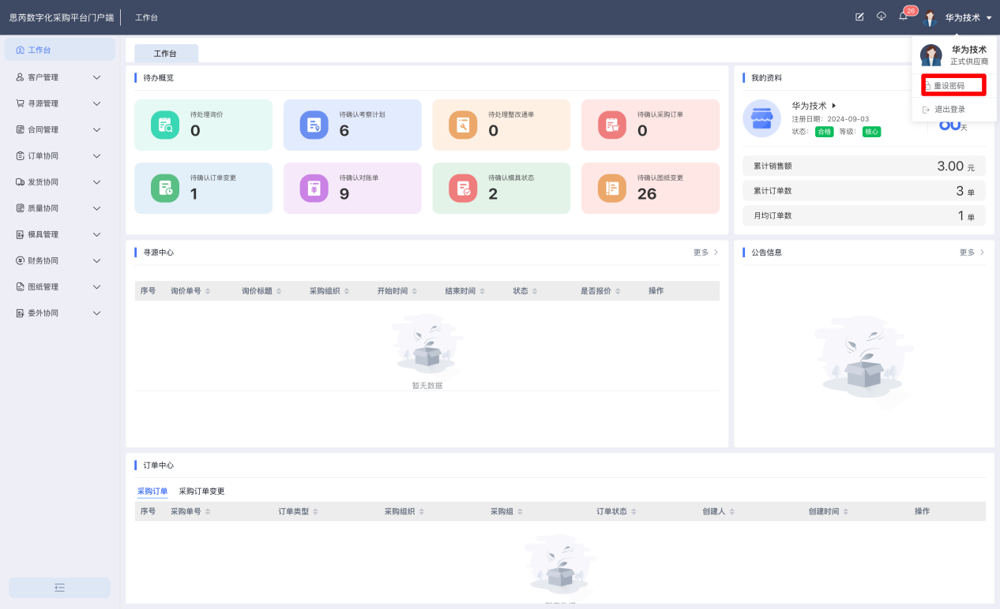 思芮数字化采购平台门户端
工作台
26
华为技术
工作台
客户管理
寻源管理
合同管理
订单协同
发货协同
质量协同
模具管理
财务协同
图纸管理
委外协同
工作台
华为技术
正式供应商
重设密码
退出登录
待办概览
待处理询价
0
待确认考察计划
6
待处理整改通单
0
待确认采购订单
0
待确认订单变更
1
待确认对账单
9
待确认模具状态
2
待确认图纸变更
26
我的资料
华为技术
注册日期: 2024-09-03
状态: 合格 等级: 核心
天
累计销售额 3.00 元
累计订单数 3 单
月均订单数 1 单
寻源中心 更多
序号 询价单号 询价标题 采购组织 开始时间 结束时间 状态 是否报价 操作
暂无数据
公告信息 更多
订单中心
采购订单 采购订单变更
序号 采购单号 订单类型 采购组织 采购组 订单状态 创建人 创建时间 操作